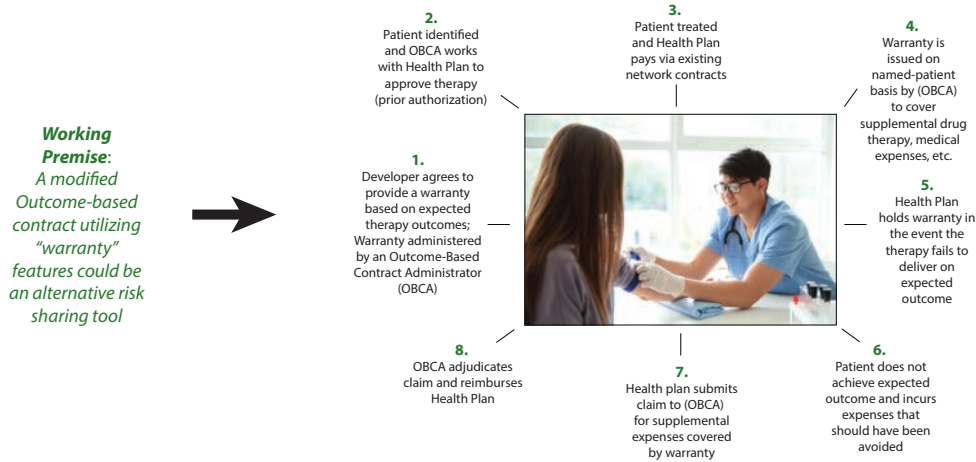 Working
Premise:
A modified
Outcome-based
contract utilizing
“warranty”
features could be
an alternative risk
sharing tool
1.
Developer agrees to
provide a warranty
based on expected
therapy outcomes;
Warranty administered
by an Outcome-Based
Contract Administrator
(OBCA)
2.
Patient identified
and OBCA works
with Health Plan to
approve therapy
(prior authorization)
3.
Patient treated
and Health Plan
pays via existing
network contracts
4.
Warranty is
issued on
named-patient
basis by (OBCA)
to cover
supplemental drug
therapy, medical
expenses, etc.
5.
Health Plan
holds warranty in
the event the
therapy fails to
deliver on
expected
outcome
6.
Patient does not
achieve expected
outcome and incurs
expenses that
should have been
avoided
7.
Health plan submits
claim to (OBCA)
for supplemental
expenses covered
by warranty
8.
OBCA adjudicates
claim and reimburses
Health Plan